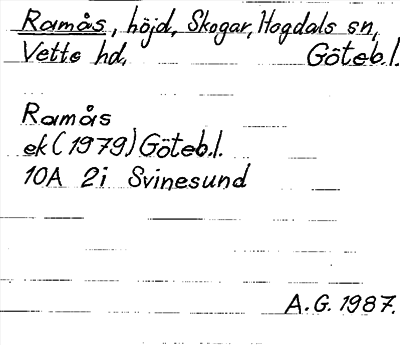 Ramås, höjd, Skogar, Hogdals sn,
Vette hd, Göteb.l.
Ramås
ek (1979) Göteb.l.
10A 2i Svinesund
A.G. 1987.